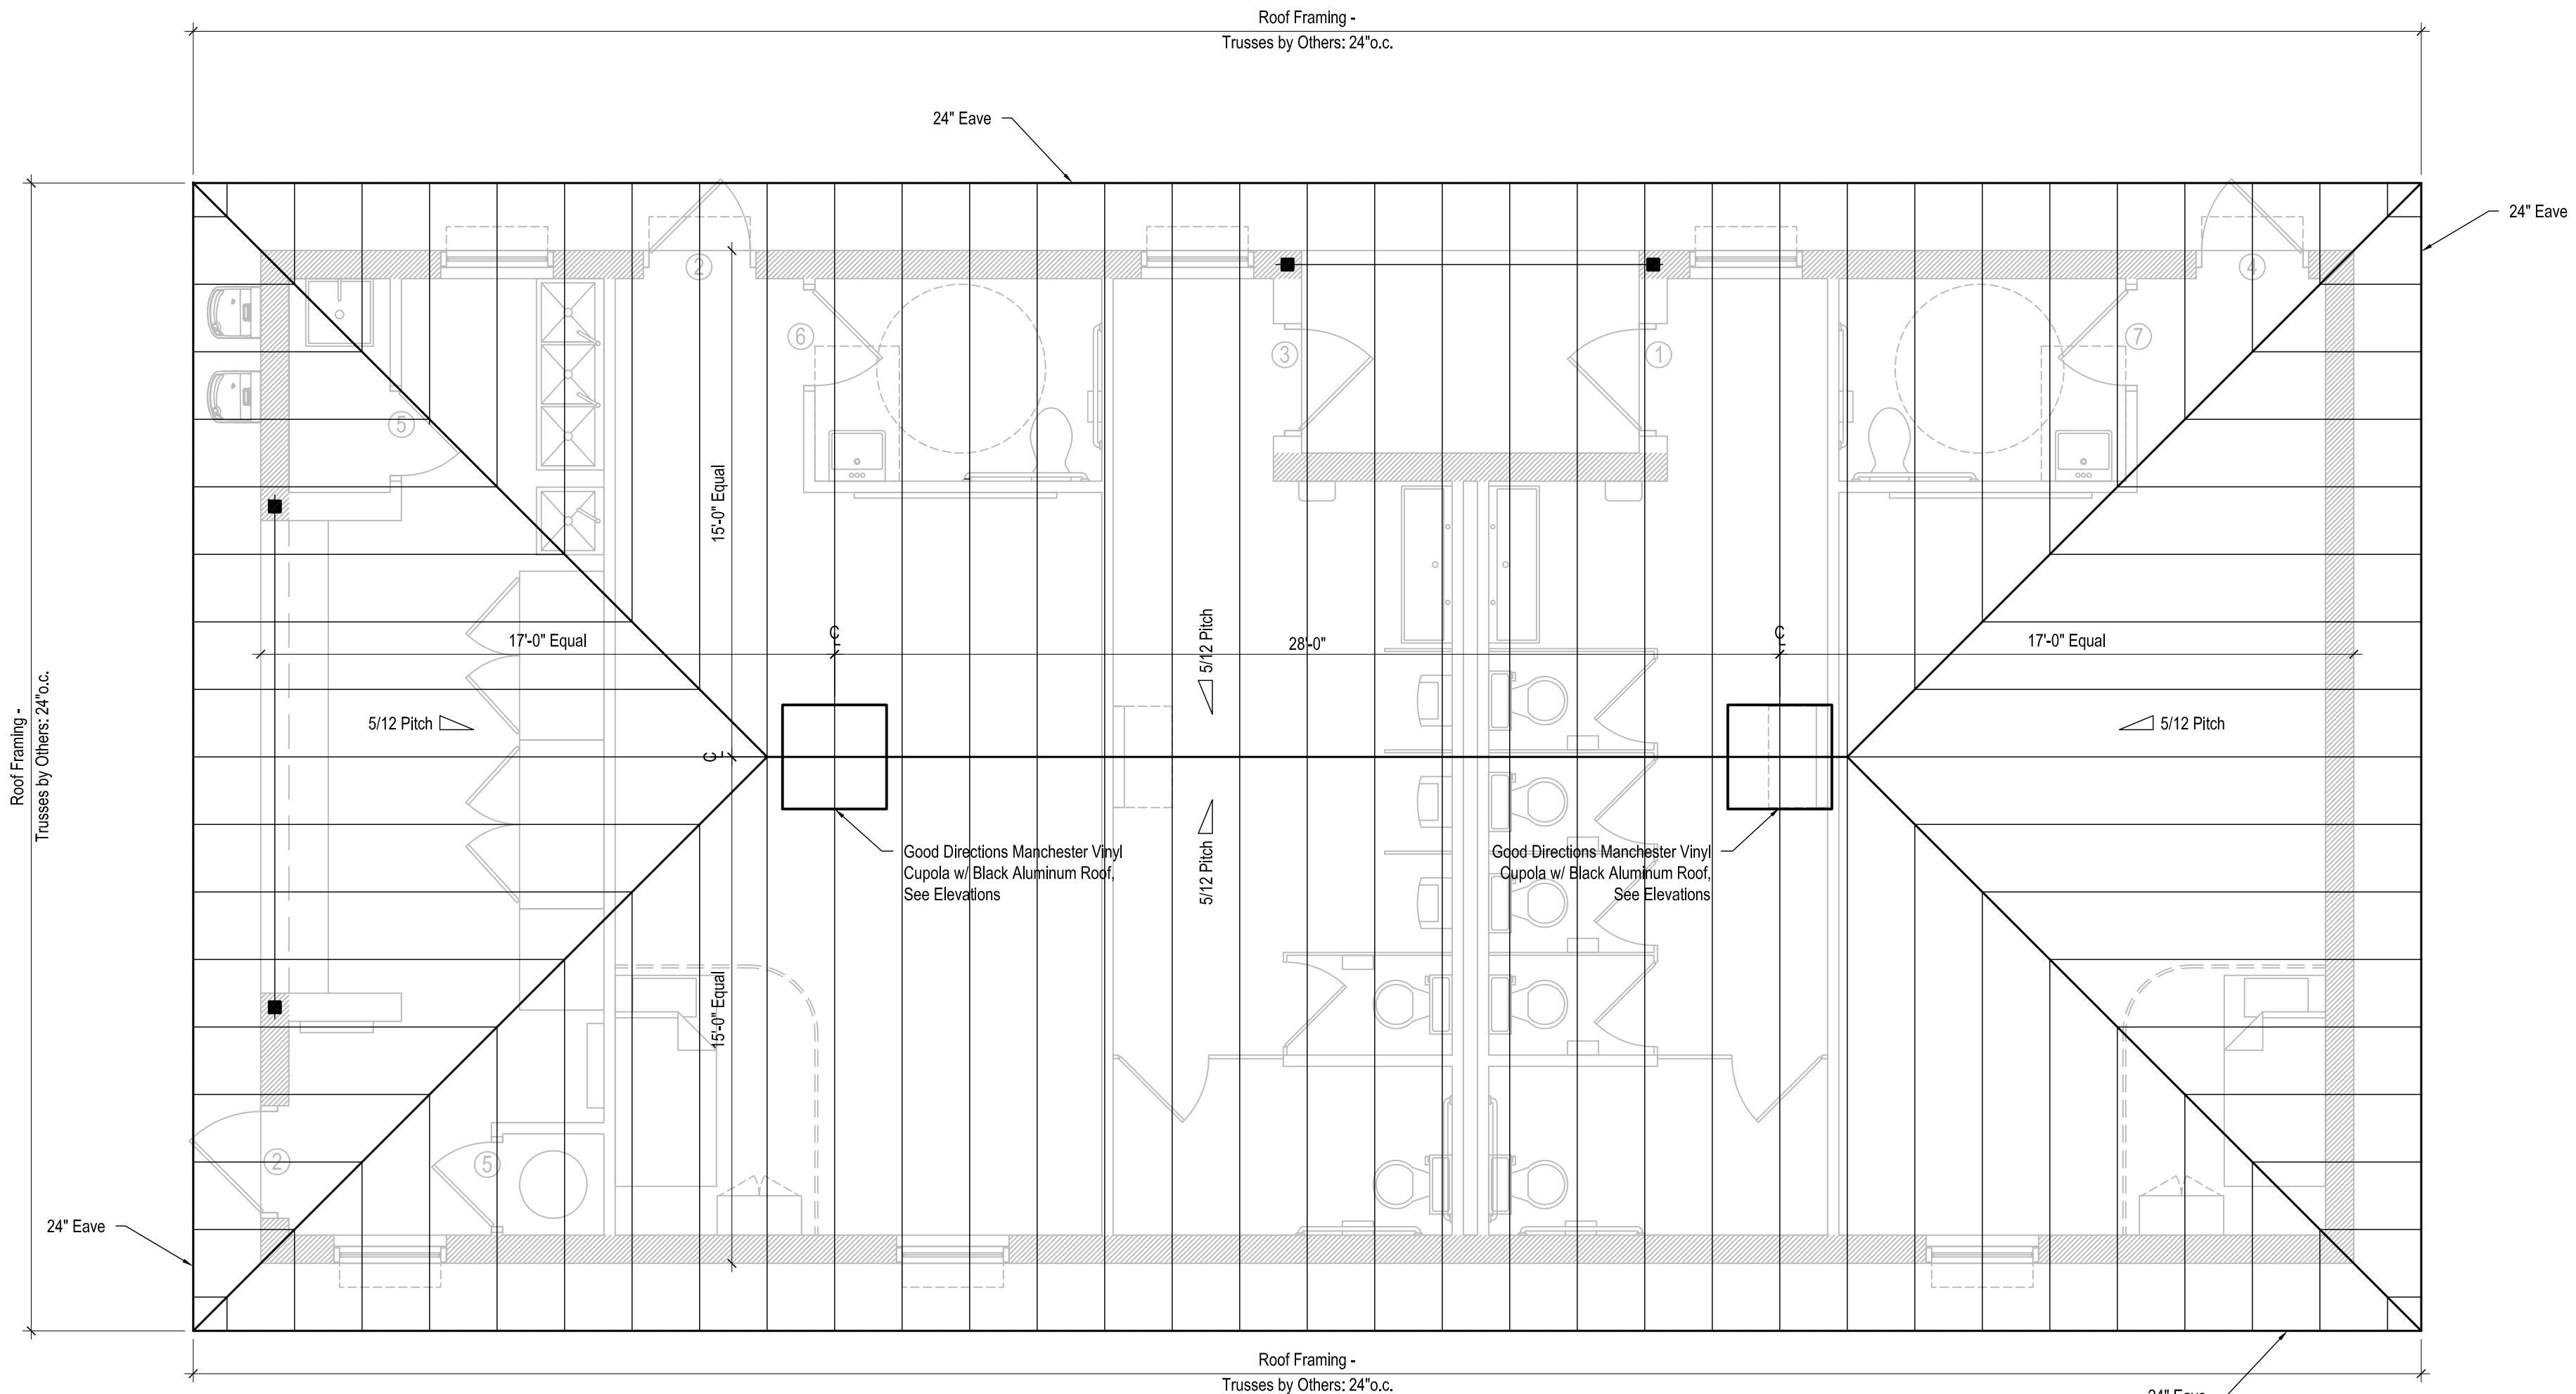 Roof Framing -
Trusses by Others: 24"o.c.
24" Eave
24" Eave
2
4
6
3
1
7
5
15'-0" Equal
17'-0" Equal
C
L
5/12 Pitch
28'-0"
C
L
17'-0" Equal
Roof Framing -
Trusses by Others: 24"o.c.
5/12 Pitch
C
L
5/12 Pitch
5/12 Pitch
Good Directions Manchester Vinyl
Cupola w/ Black Aluminum Roof,
See Elevations
Good Directions Manchester Vinyl
Cupola w/ Black Aluminum Roof,
See Elevations
15'-0" Equal
2
5
24" Eave
Roof Framing -
Trusses by Others: 24"o.c.
24" Eave